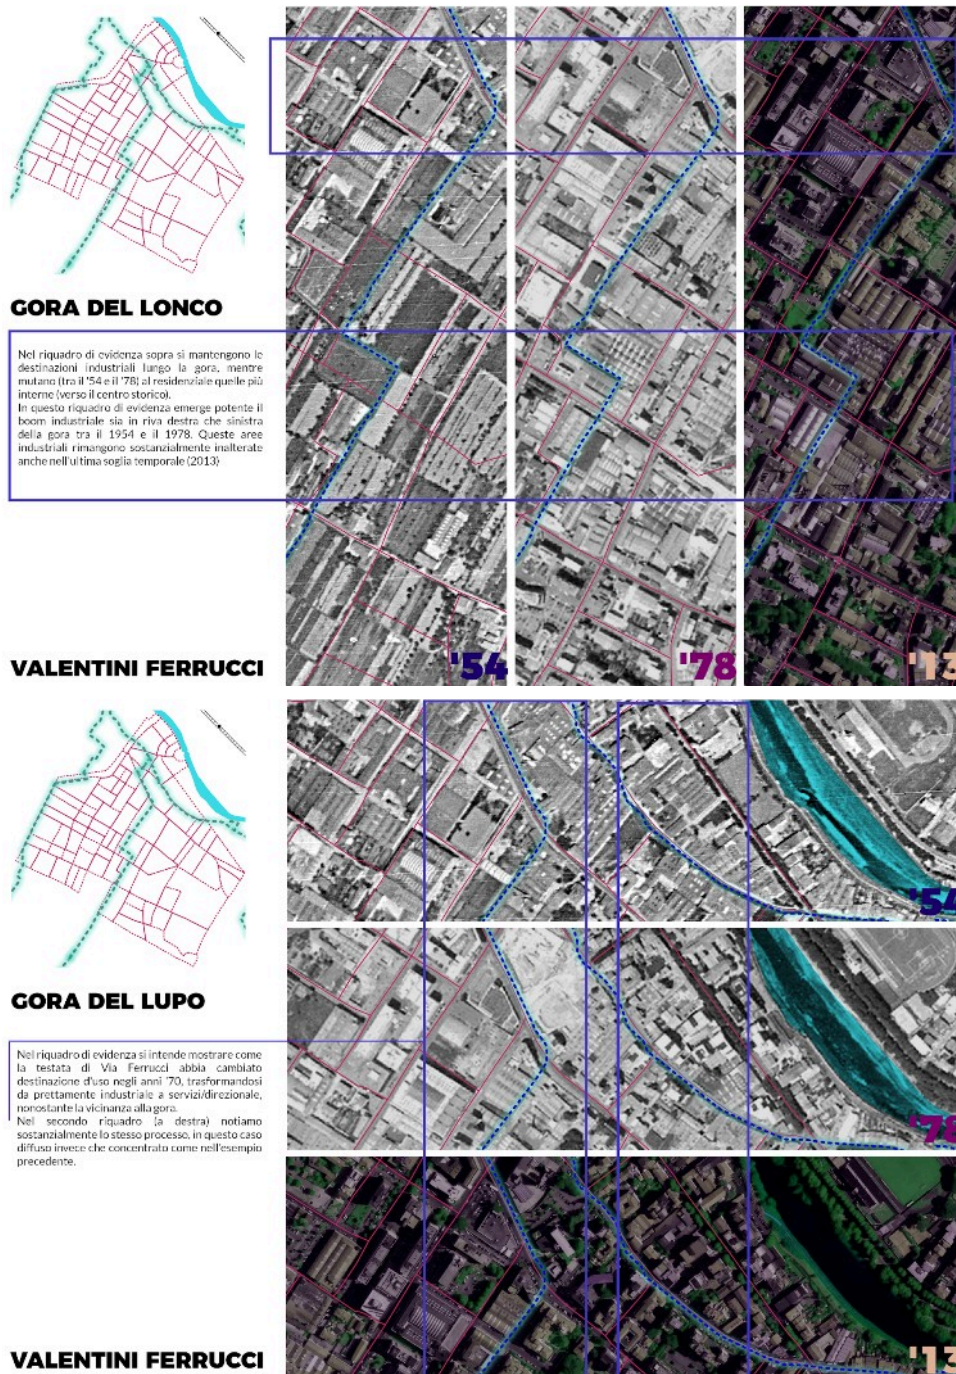 GORA DEL LONCO
Nel riquadro di evidenza sopra si mantengono le
destinazioni industriali lungo la gora, mentre
mutano (tra il '54 e il '78) al residenziale quelle più
interne (verso il centro storico).
In questo riquadro di evidenza emerge potente il
boom industriale sia in riva destra che sinistra
della gora tra il 1954 e il 1978. Queste aree
industriali rimangono sostanzialmente inalterate
anche nell'ultima soglia temporale (2013)
VALENTINI FERRUCCI
'54
'78
'13
GORA DEL LUPO
Nel riquadro di evidenza si intende mostrare come
la testata di Via Ferrucci abbia cambiato
destinazione d'uso negli anni '70, trasformandosi
da prettamente industriale a servizi/direzionale,
nonostante la vicinanza alla gora.
Nel secondo riquadro (a destra) notiamo
sostanzialmente lo stesso processo, in questo caso
diffuso invece che concentrato come nell'esempio
precedente.
VALENTINI FERRUCCI
'54
'78
'13